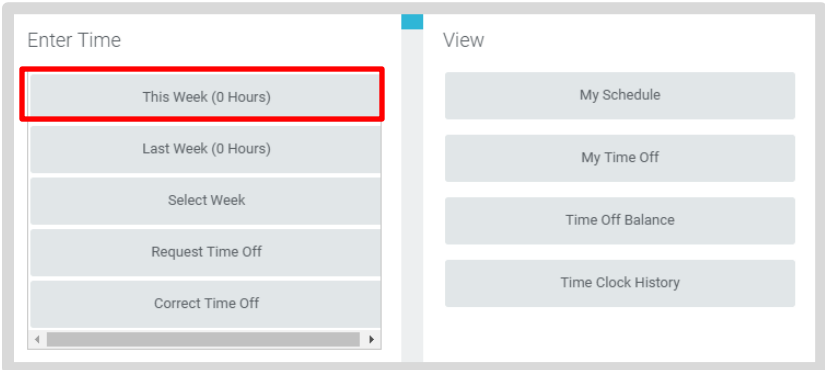 Enter Time
This Week (0 Hours)
Last Week (0 Hours)
Select Week
Request Time Off
Correct Time Off
View
My Schedule
My Time Off
Time Off Balance
Time Clock History